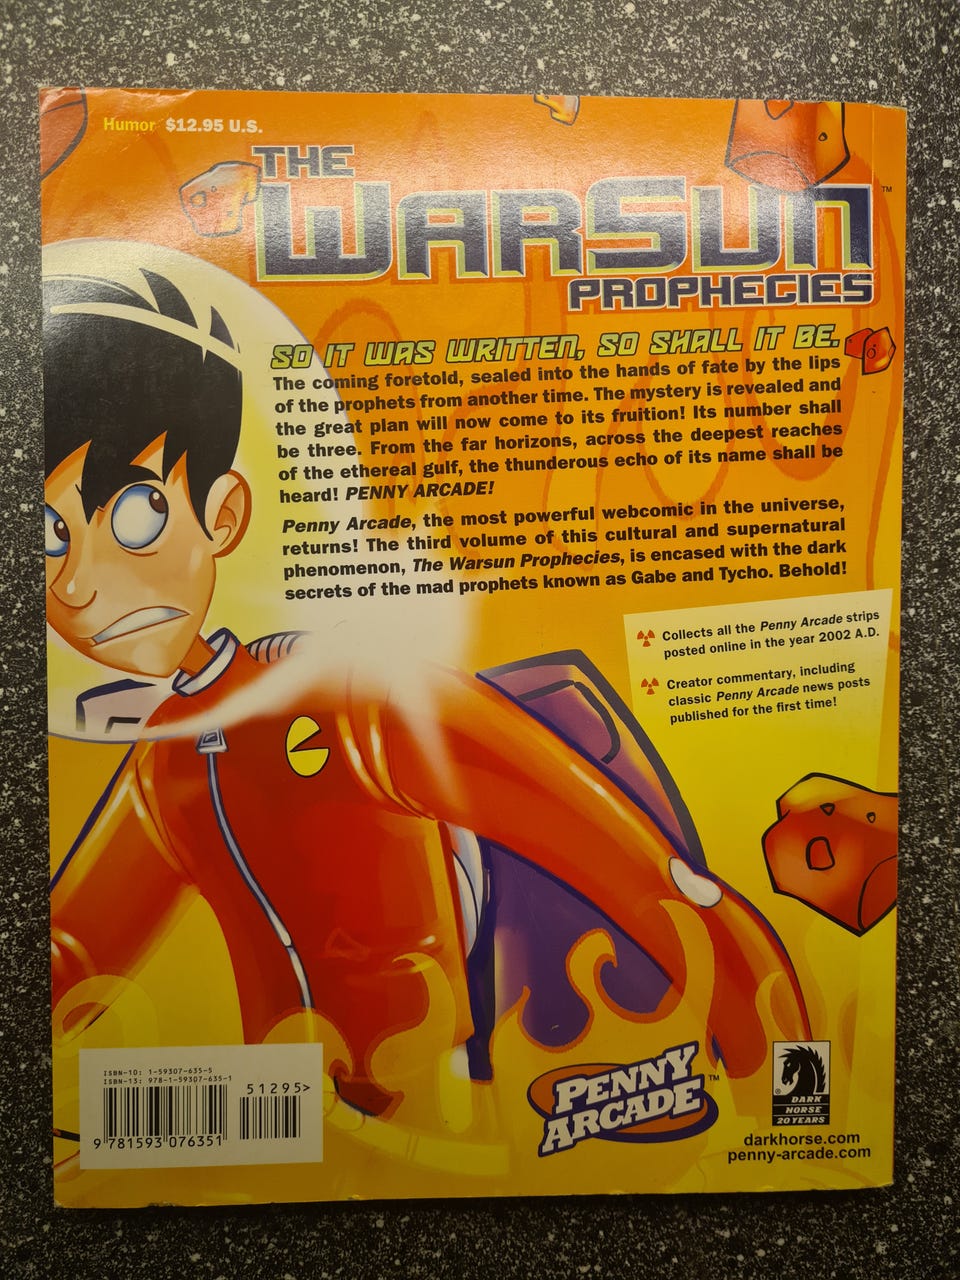 Humor $12.95 U.S.
THE
WARSUN™
PROPHECIES
SO IT WAS WRITTEN, SO SHALL IT BE.
The coming foretold, sealed into the hands of fate by the lips
of the prophets from another time. The mystery is revealed and
the great plan will now come to its fruition! Its number shall
be three. From the far horizons, across the deepest reaches
of the ethereal gulf, the thunderous echo of its name shall be
heard! PENNY ARCADE!
Penny Arcade, the most powerful webcomic in the universe,
returns! The third volume of this cultural and supernatural
phenomenon, The Warsun Prophecies, is encased with the dark
secrets of the mad prophets known as Gabe and Tycho. Behold!
Collects all the Penny Arcade strips
posted online in the year 2002 A.D.
Creator commentary, including
classic Penny Arcade news posts
published for the first time!
ISBN-10: 1-59307-635-5
ISBN-13: 978-1-59307-635-1
51295>
9 781593 076351
PENNY
ARCADE™
®
DARK
HORSE
20 YEARS
darkhorse.com
penny-arcade.com